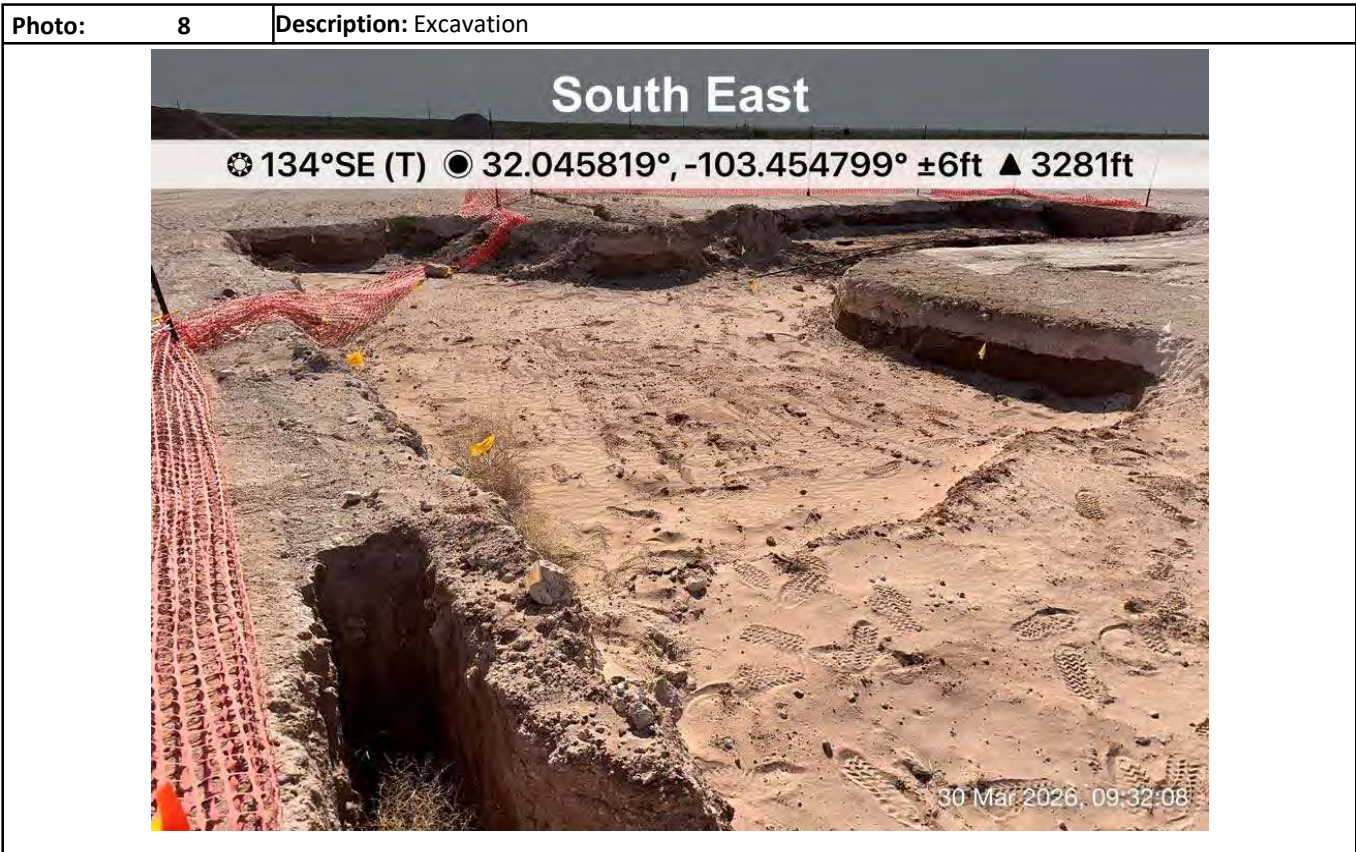 Photo: 8 Description: Excavation
South East
134°SE (T) 32.045819°, -103.454799° ±6ft ▲ 3281ft
30 Mar 2026, 09:32:08